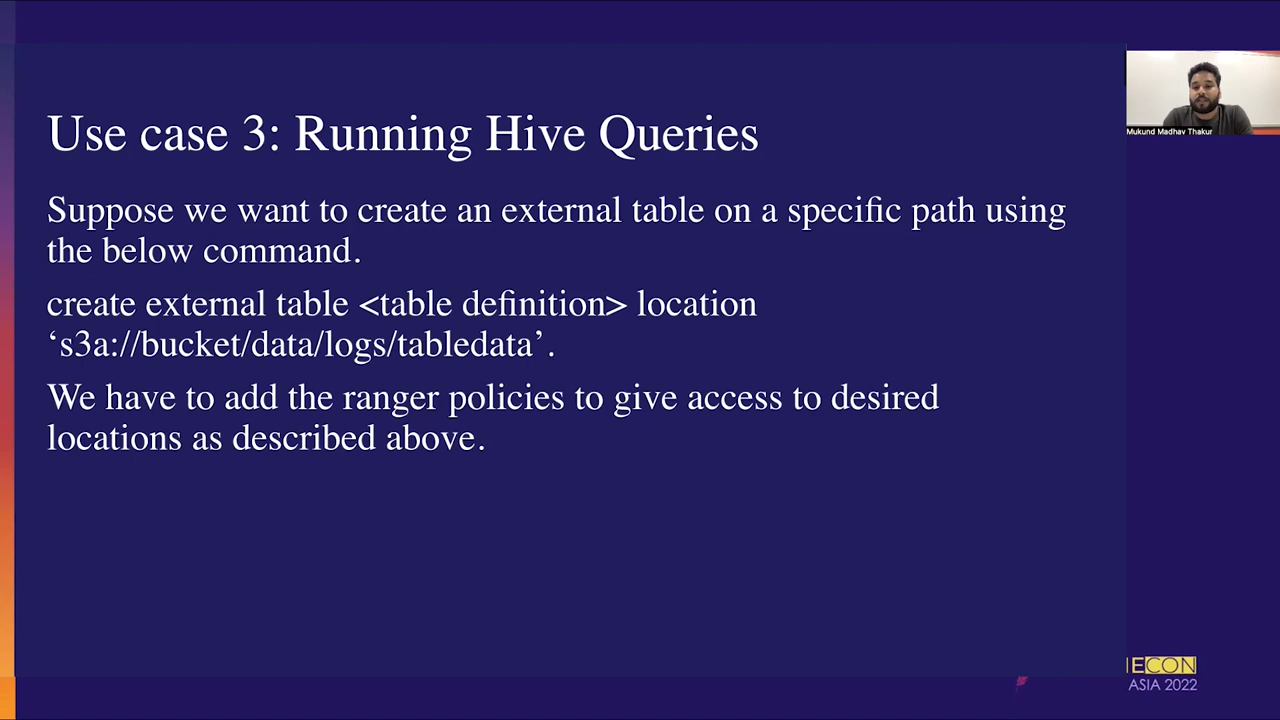 Use case 3: Running Hive Queries
Suppose we want to create an external table on a specific path using
the below command.
create external table <table definition> location
‘s3a://bucket/data/logs/tabledata’.
We have to add the ranger policies to give access to desired
locations as described above.
Mukund Madhav Thakur
ECON
ASIA 2022